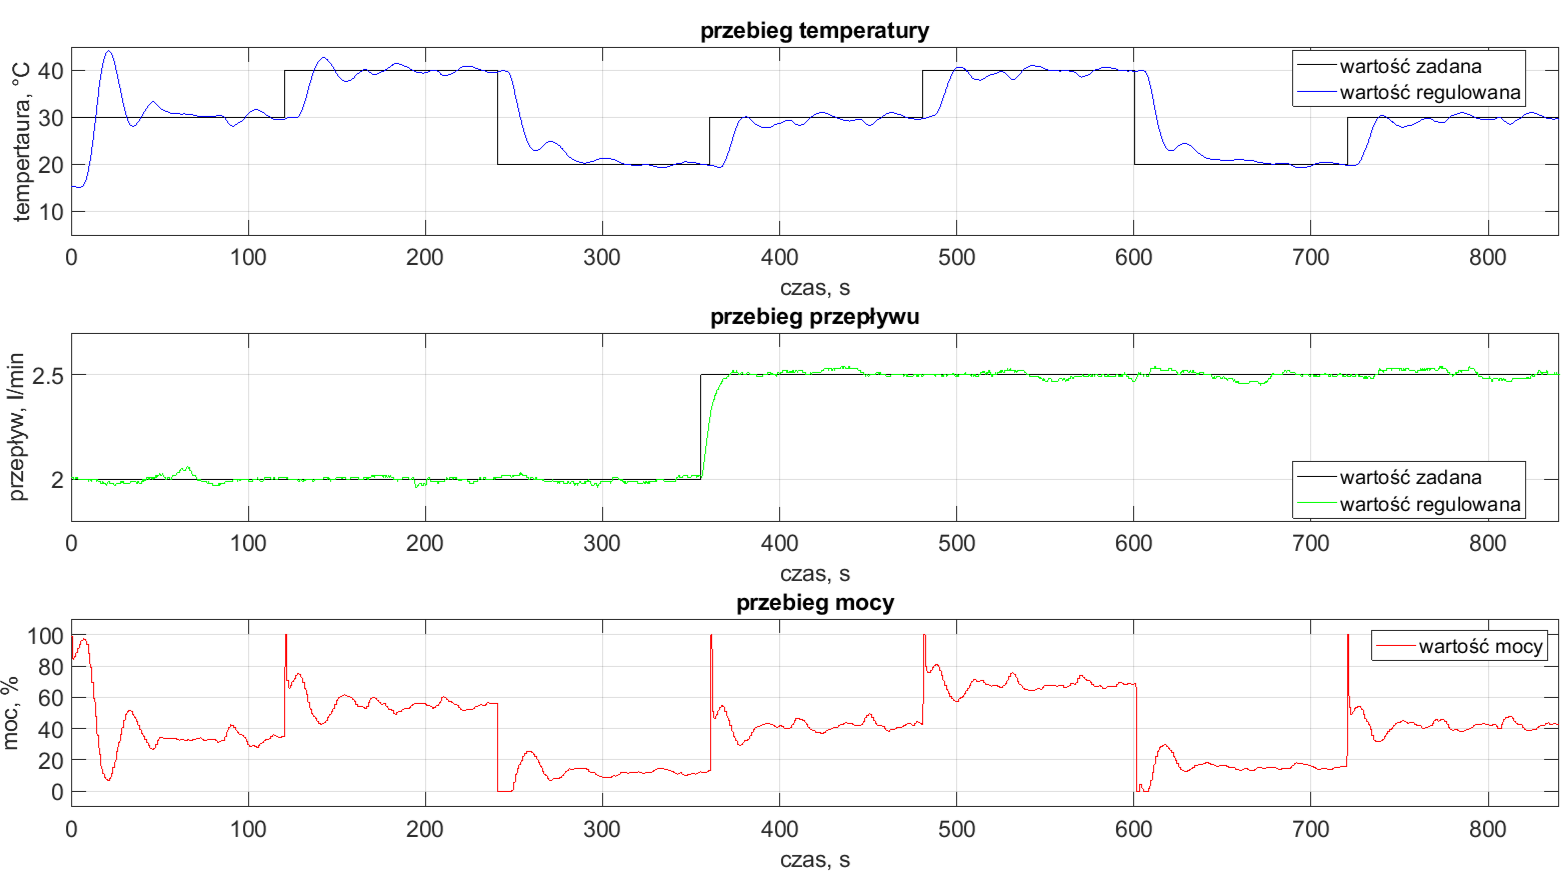 przebieg temperatury
tempertaura, °C
40
30
20
10
wartość zadana
wartość regulowana
0 100 200 300 400 500 600 700 800
czas, s
przebieg przepływu
przepływ, l/min
2.5
2
wartość zadana
wartość regulowana
0 100 200 300 400 500 600 700 800
czas, s
przebieg mocy
moc, %
100
80
60
40
20
0
wartość mocy
0 100 200 300 400 500 600 700 800
czas, s